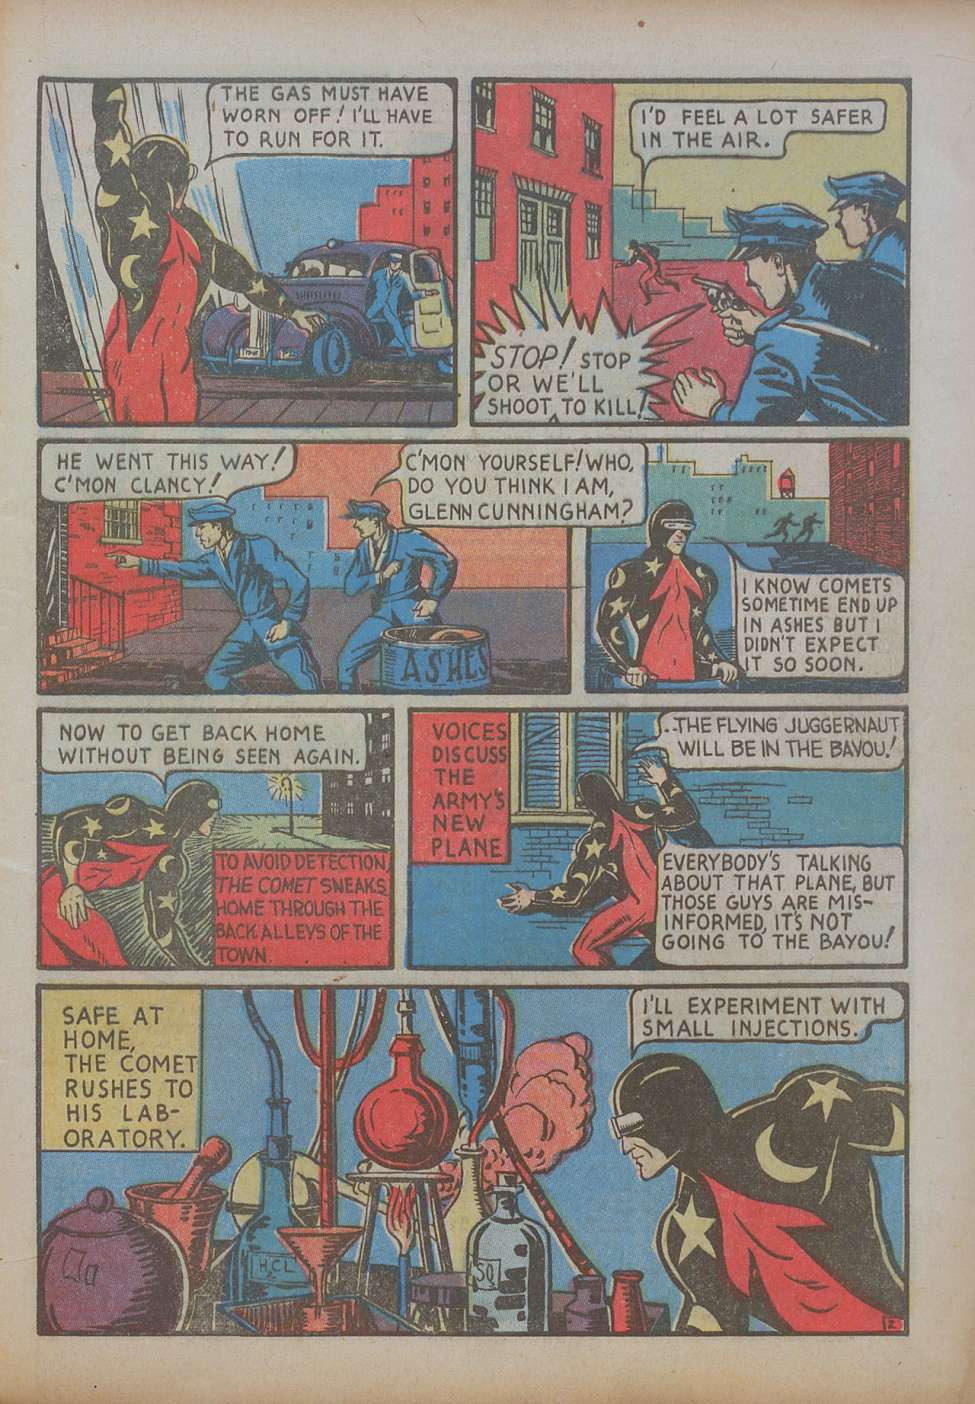 THE GAS MUST HAVE
WORN OFF! I'LL HAVE
TO RUN FOR IT.
I'D FEEL A LOT SAFER
IN THE AIR.
STOP! STOP
OR WE'LL
SHOOT TO KILL!
HE WENT THIS WAY!
C'MON CLANCY!
C'MON YOURSELF! WHO,
DO YOU THINK I AM,
GLENN CUNNINGHAM?
ASHES
I KNOW COMETS
SOMETIME END UP
IN ASHES BUT I
DIDN'T EXPECT
IT SO SOON.
NOW TO GET BACK HOME
WITHOUT BEING SEEN AGAIN.
TO AVOID DETECTION,
THE COMET SNEAKS
HOME THROUGH THE
BACK ALLEYS OF THE
TOWN.
VOICES
DISCUSS
THE
ARMY'S
NEW
PLANE
...THE FLYING JUGGERNAUT
WILL BE IN THE BAYOU!
EVERYBODY'S TALKING
ABOUT THAT PLANE, BUT
THOSE GUYS ARE MIS-
INFORMED, IT'S NOT
GOING TO THE BAYOU!
SAFE AT
HOME,
THE COMET
RUSHES TO
HIS LAB-
ORATORY.
I'LL EXPERIMENT WITH
SMALL INJECTIONS.
H2CL
SO2
2